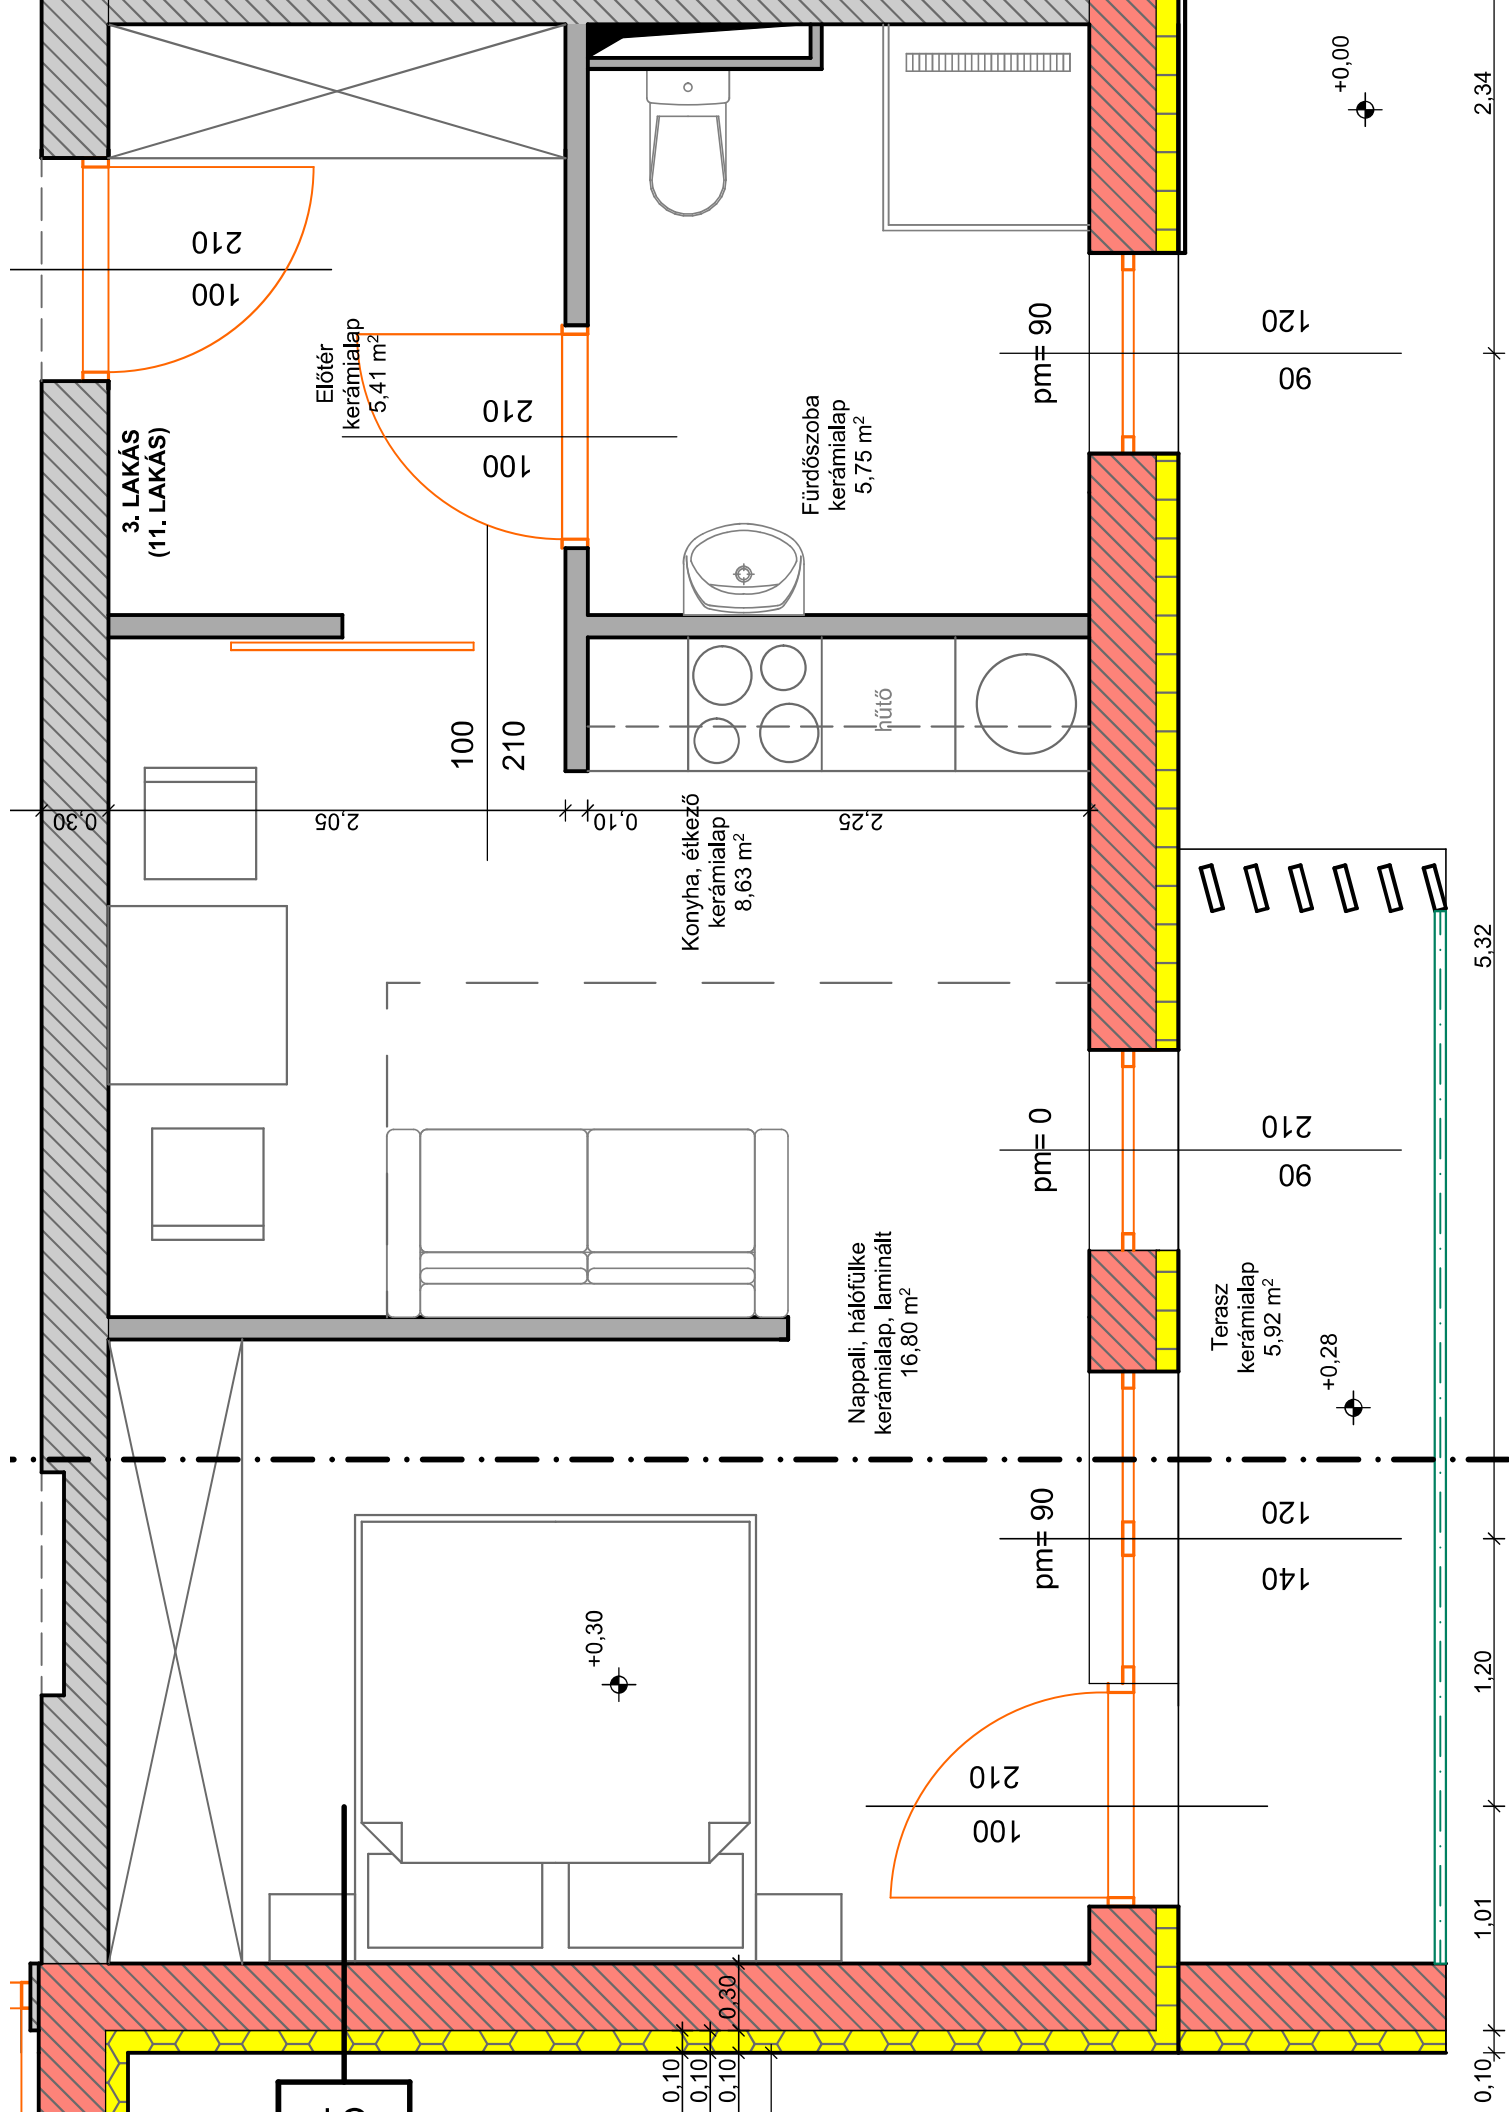 3. LAKÁS
(11. LAKÁS)
210
100
Előtér
kerámialap
5,41 m²
210
100
Fürdőszoba
kerámialap
5,75 m²
pm= 90
120
90
+0,00
2,34
100
210
hűtő
0,30
2,05
0,10
2,25
Konyha, étkező
kerámialap
8,63 m²
5,32
pm= 0
210
90
Nappali, hálófülke
kerámialap, laminált
16,80 m²
Terasz
kerámialap
5,92 m²
+0,28
pm= 90
120
140
+0,30
1,20
210
100
1,01
0,30
0,10
0,10
0,10
0,10